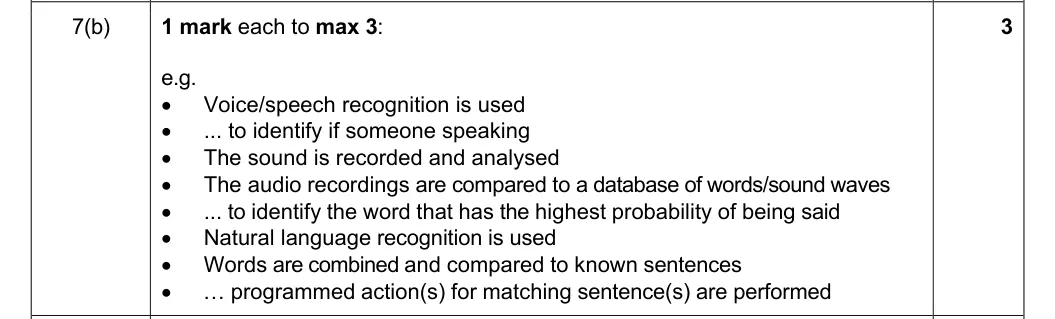 7(b) 1 mark each to max 3: 3
e.g.
• Voice/speech recognition is used
• ... to identify if someone speaking
• The sound is recorded and analysed
• The audio recordings are compared to a database of words/sound waves
• ... to identify the word that has the highest probability of being said
• Natural language recognition is used
• Words are combined and compared to known sentences
• … programmed action(s) for matching sentence(s) are performed